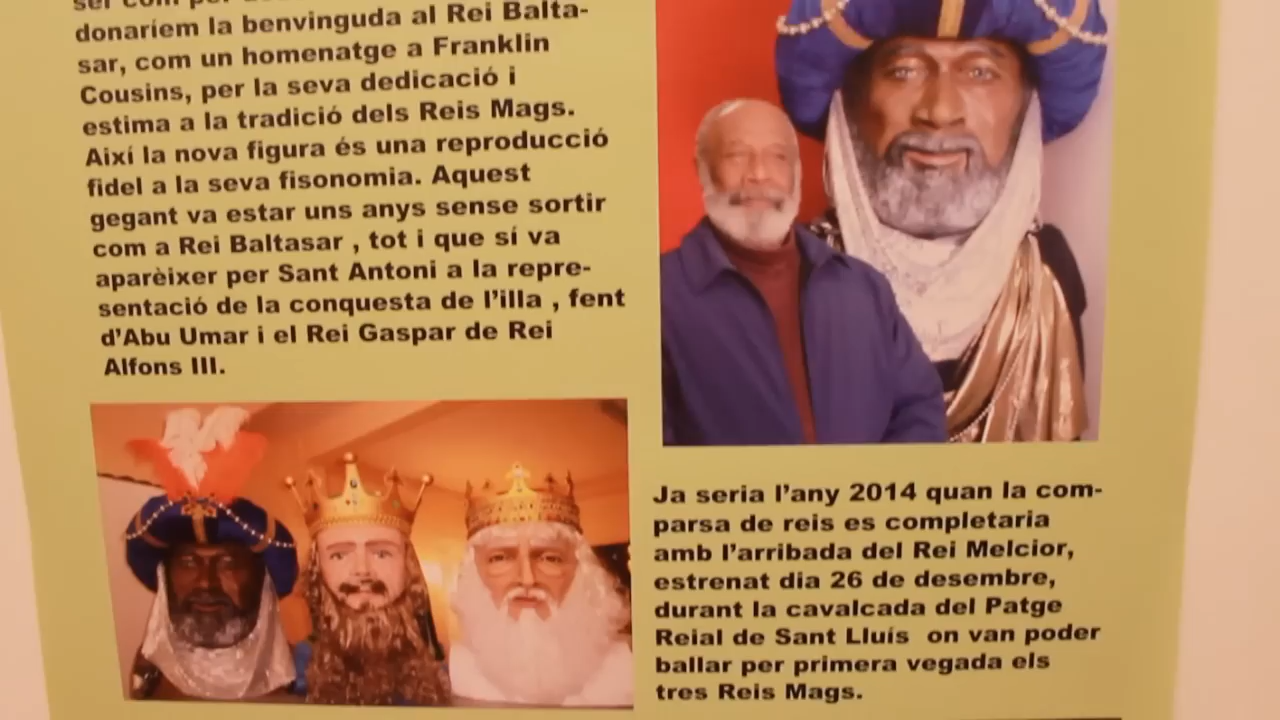 donaríem la benvinguda al Rei Balta-
sar, com un homenatge a Franklin
Cousins, per la seva dedicació i
estima a la tradició dels Reis Mags.
Així la nova figura és una reproducció
fidel a la seva fisonomia. Aquest
gegant va estar uns anys sense sortir
com a Rei Baltasar , tot i que sí va
aparèixer per Sant Antoni a la repre-
sentació de la conquesta de l'illa , fent
d'Abu Umar i el Rei Gaspar de Rei
Alfons III.
Ja seria l'any 2014 quan la com-
parsa de reis es completaria
amb l'arribada del Rei Melcior,
estrenat dia 26 de desembre,
durant la cavalcada del Patge
Reial de Sant Lluís on van poder
ballar per primera vegada els
tres Reis Mags.